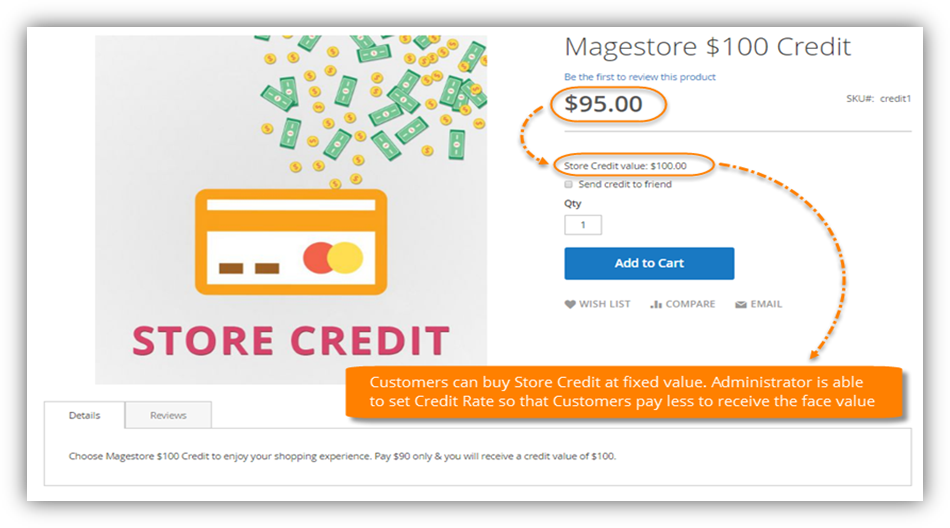 Magestore $100 Credit
Be the first to review this product
$95.00
SKU#: credit1
Store Credit value: $100.00
Send credit to friend
Qty
1
Add to Cart
WISH LIST
COMPARE
EMAIL
STORE CREDIT
Customers can buy Store Credit at fixed value. Administrator is able
to set Credit Rate so that Customers pay less to receive the face value
Details
Reviews
Choose Magestore $100 Credit to enjoy your shopping experience. Pay $90 only & you will receive a credit value of $100.